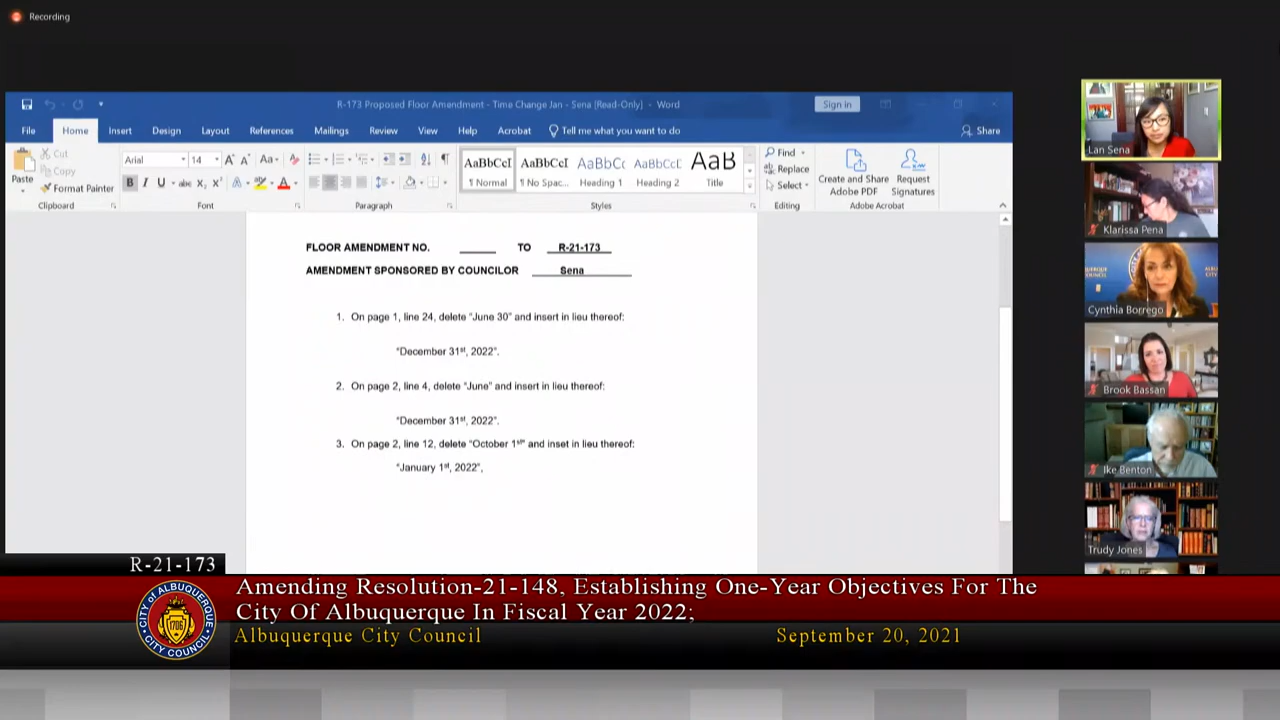 Recording
R-173 Proposed Floor Amendment - Time Change Jan - Sena [Read-Only] - Word
Sign in
File Home Insert Design Layout References Mailings Review View Help Acrobat Tell me what you want to do Share
Paste
Cut
Copy
Format Painter
Arial 14
AaBbCcI AaBbCcI AaBbCc AaBbCcD AaB
¶ Normal ¶ No Spac... Heading 1 Heading 2 Title
Find
Replace
Select
Create and Share Adobe PDF
Request Signatures
Clipboard Font Paragraph Styles Editing Adobe Acrobat
FLOOR AMENDMENT NO. ______ TO R-21-173
AMENDMENT SPONSORED BY COUNCILOR Sena
1. On page 1, line 24, delete “June 30” and insert in lieu thereof:
“December 31st, 2022”.
2. On page 2, line 4, delete “June” and insert in lieu thereof:
“December 31st, 2022”.
3. On page 2, line 12, delete “October 1st” and inset in lieu thereof:
“January 1st, 2022”,
Lan Sena
Klarissa Pena
Cynthia Borrego
Brook Bassan
Ike Benton
Trudy Jones
R-21-173
Amending Resolution-21-148, Establishing One-Year Objectives For The
City Of Albuquerque In Fiscal Year 2022;
Albuquerque City Council September 20, 2021
CITY OF ALBUQUERQUE
1706
CITY COUNCIL